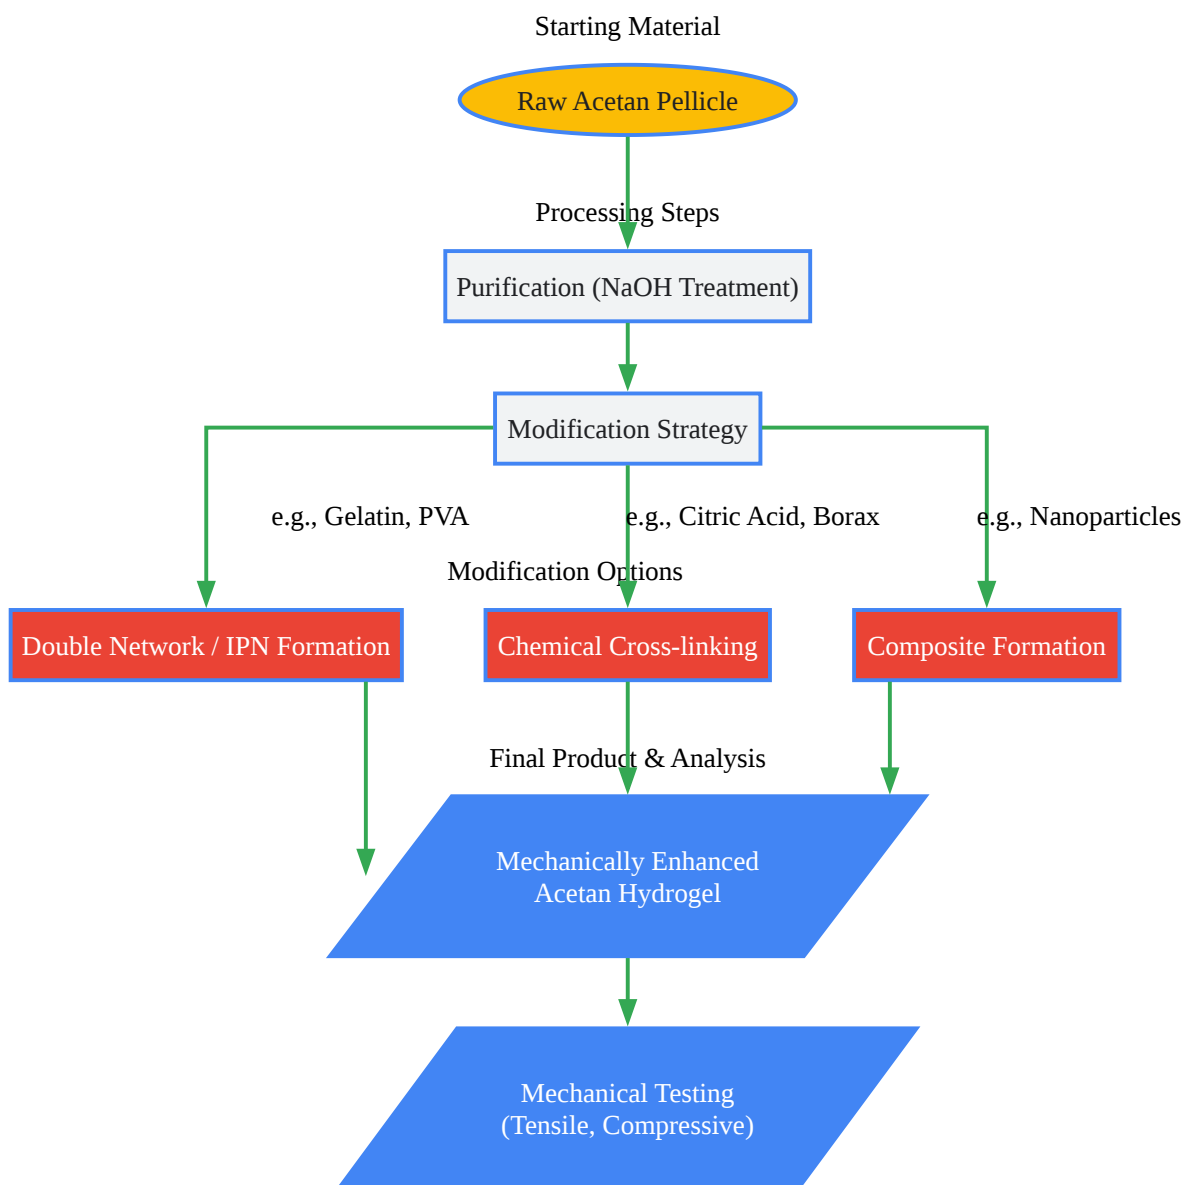 Starting Material
Raw Acetan Pellicle
Processing Steps
Purification (NaOH Treatment)
Modification Strategy
e.g., Gelatin, PVA
e.g., Citric Acid, Borax
e.g., Nanoparticles
Modification Options
Double Network / IPN Formation
Chemical Cross-linking
Composite Formation
Final Product & Analysis
Mechanically Enhanced
Acetan Hydrogel
Mechanical Testing
(Tensile, Compressive)